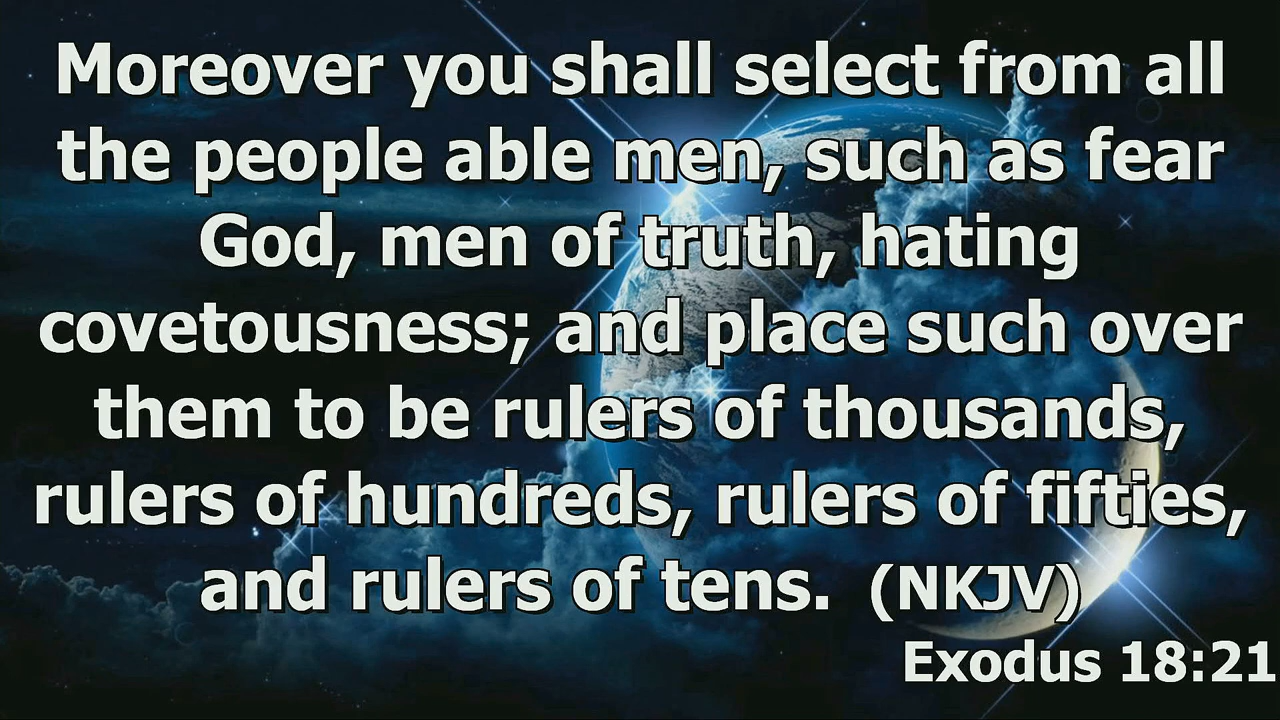 Moreover you shall select from all
the people able men, such as fear
God, men of truth, hating
covetousness; and place such over
them to be rulers of thousands,
rulers of hundreds, rulers of fifties,
and rulers of tens. (NKJV)
Exodus 18:21